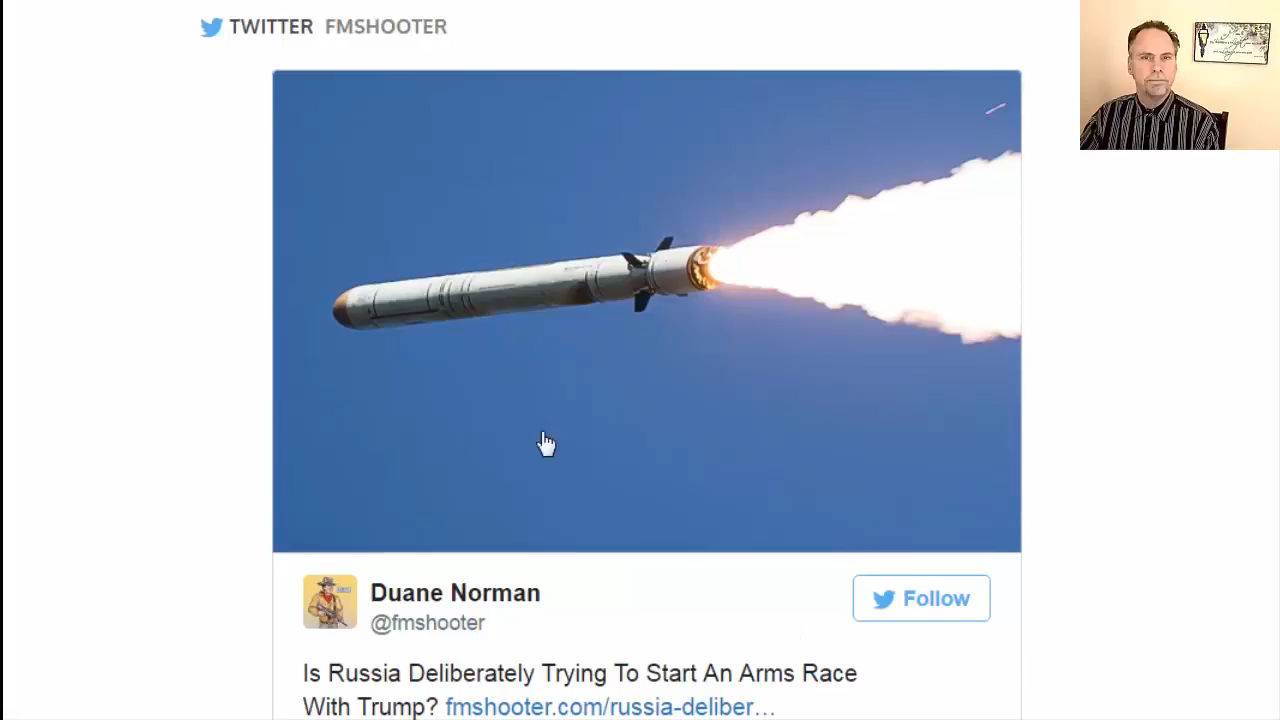 TWITTER FMSHOOTER
Duane Norman
@fmshooter
Follow
Is Russia Deliberately Trying To Start An Arms Race
With Trump? fmshooter.com/russia-deliber…